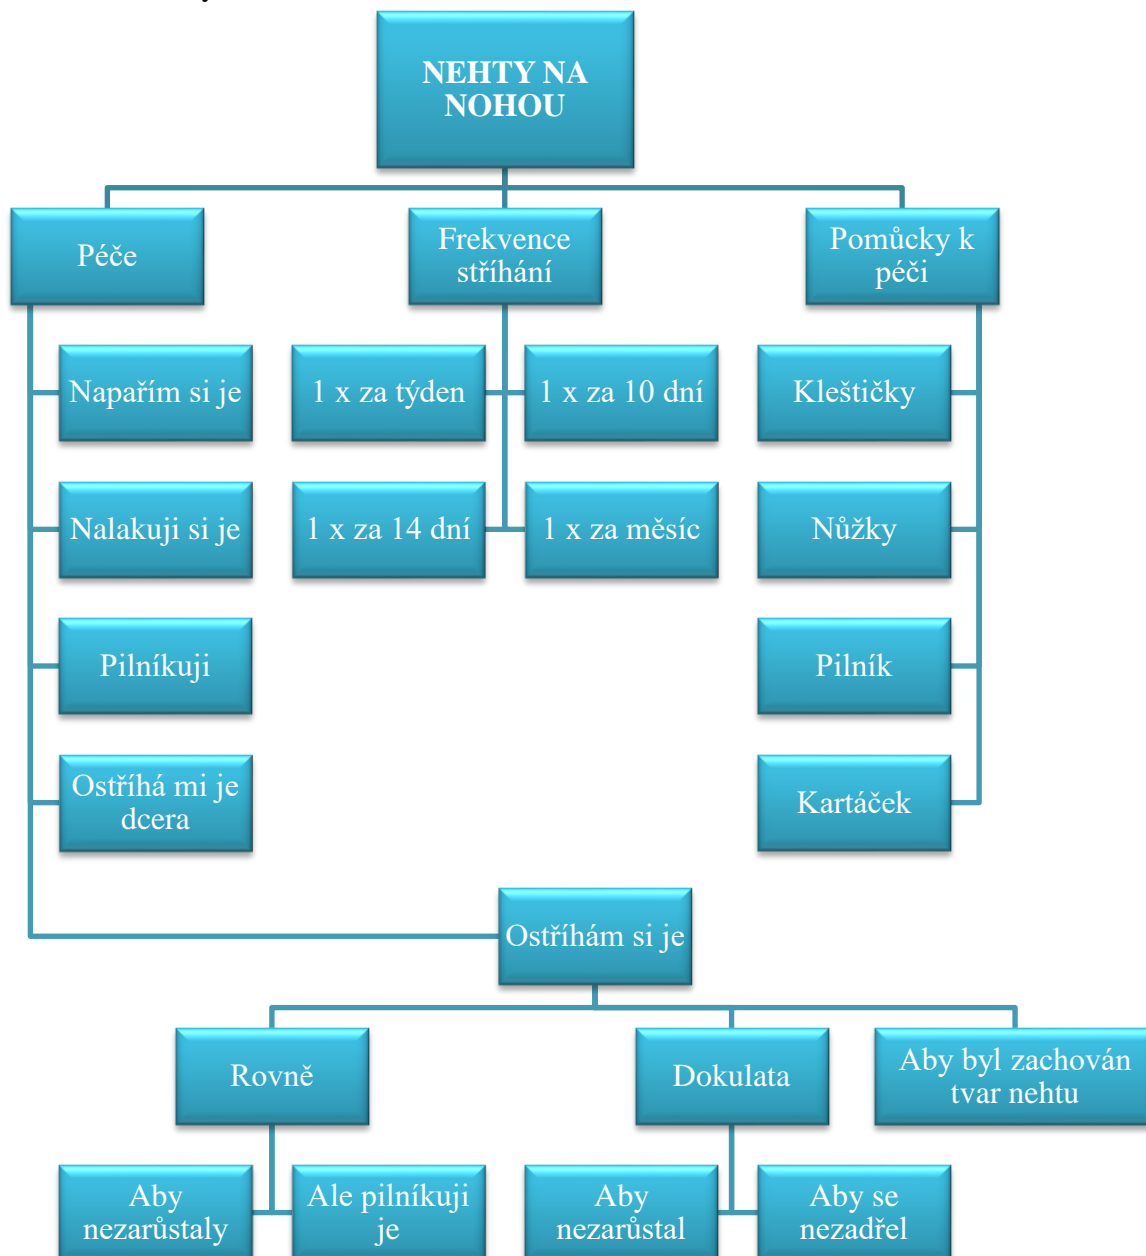 NEHTY NA
NOHOU
Péče
Frekvence
stříhání
Pomůcky k
péči
Napařím si je
1 x za týden
1 x za 10 dní
Kleštičky
Nalakuji si je
1 x za 14 dní
1 x za měsíc
Nůžky
Pilníkuji
Pilník
Ostříhá mi je
dcera
Kartáček
Ostříhám si je
Rovně
Dokulata
Aby byl zachován
tvar nehtu
Aby
nezarůstaly
Ale pilníkuji
je
Aby
nezarůstal
Aby se
nezadřel